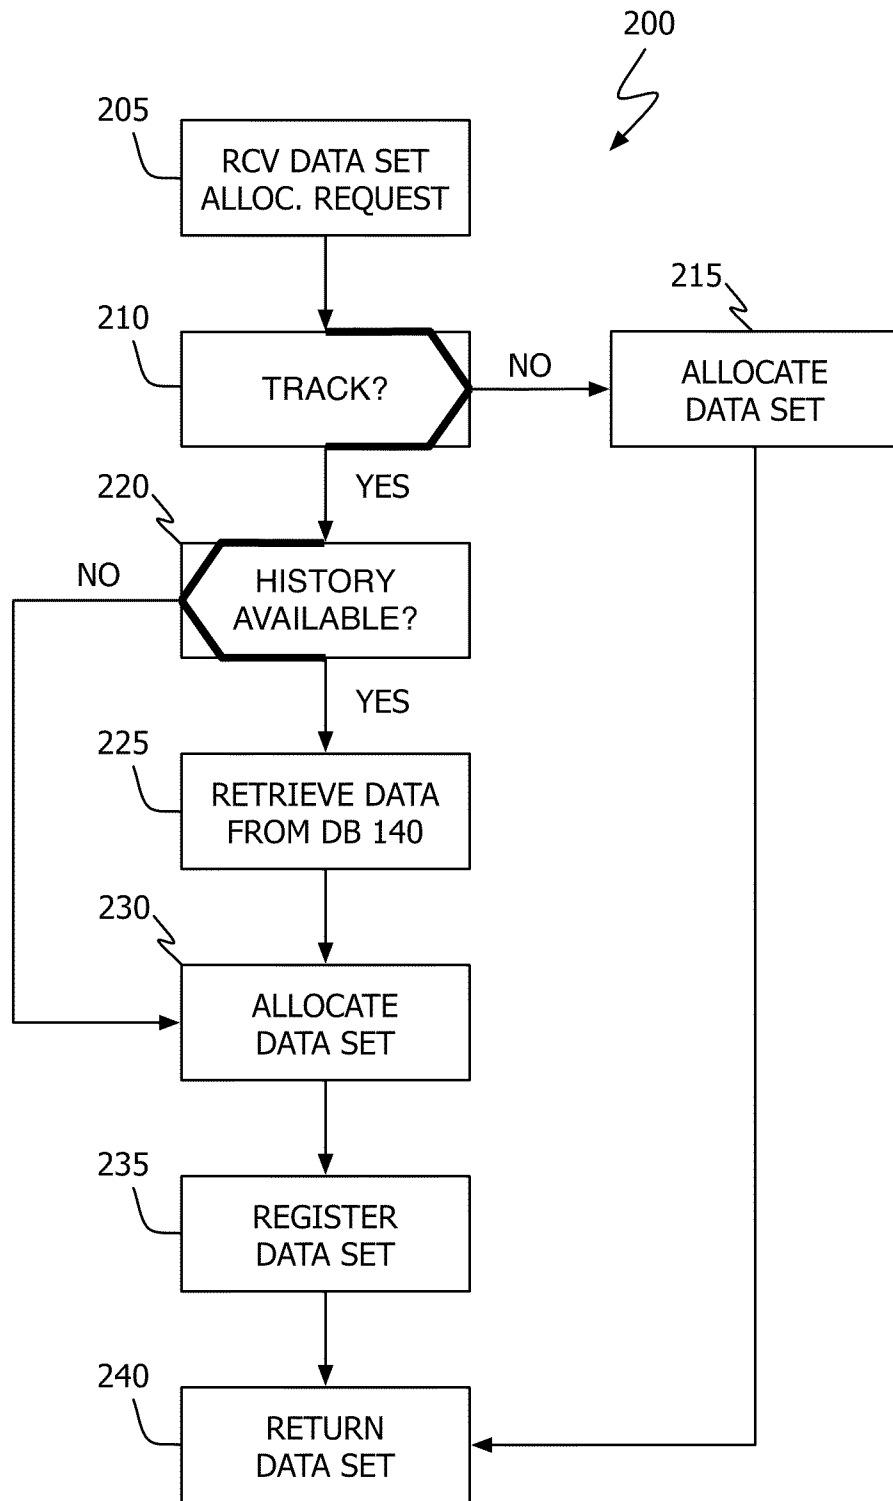 200
205
RCV DATA SET
ALLOC. REQUEST
210
TRACK?
NO
215
ALLOCATE
DATA SET
YES
220
NO
HISTORY
AVAILABLE?
YES
225
RETRIEVE DATA
FROM DB 140
230
ALLOCATE
DATA SET
235
REGISTER
DATA SET
240
RETURN
DATA SET